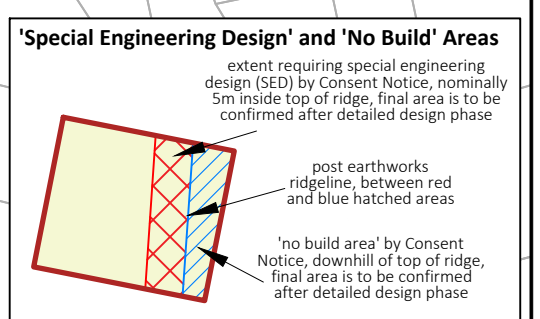 'Special Engineering Design' and 'No Build' Areas
extent requiring special engineering
design (SED) by Consent Notice, nominally
5m inside top of ridge, final area is to be
confirmed after detailed design phase
post earthworks
ridgeline, between red
and blue hatched areas
'no build area' by Consent
Notice, downhill of top of ridge,
final area is to be confirmed
after detailed design phase